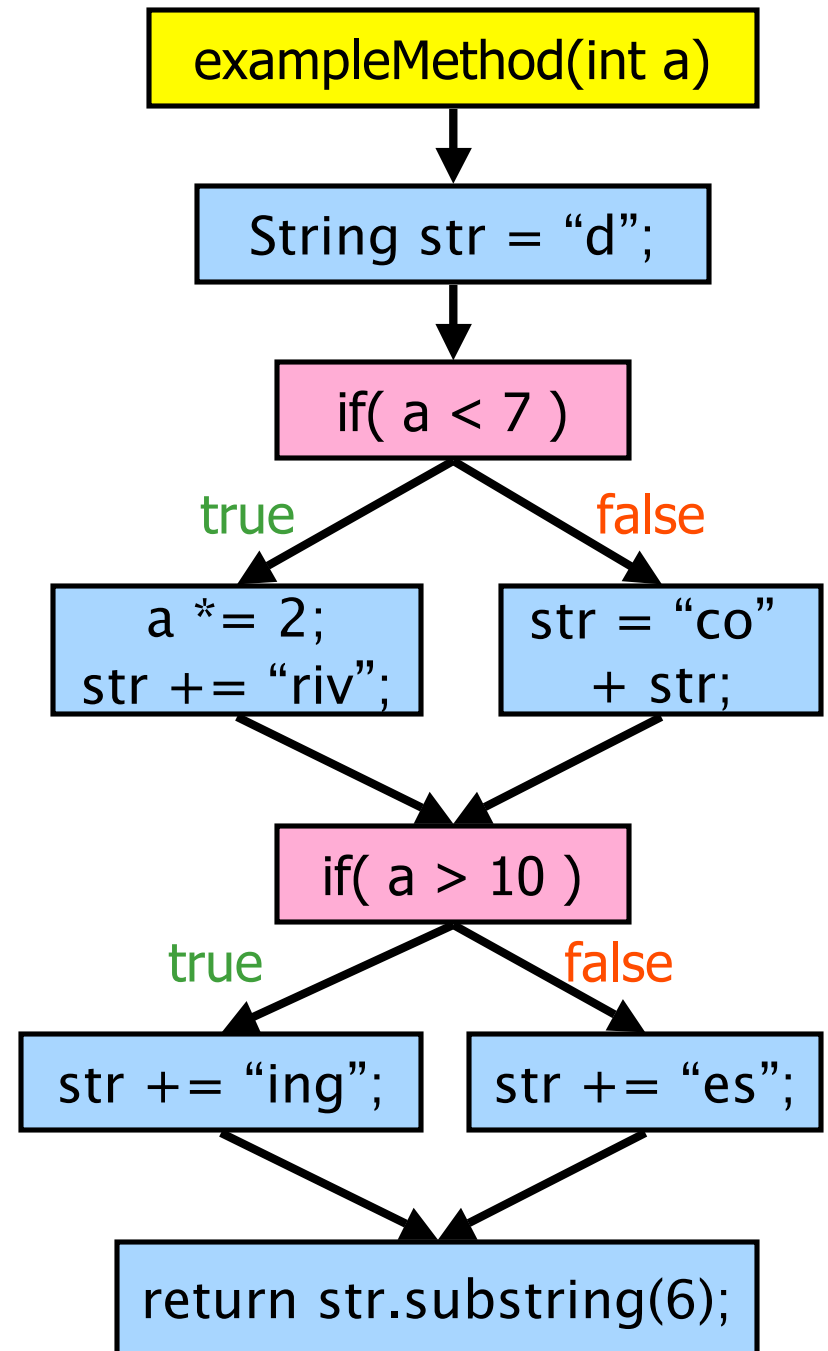 exampleMethod(int a)
String str = “d”;
if( a < 7 )
true
false
a *= 2;
str += “riv”;
str = “co”
+ str;
if( a > 10 )
true
false
str += “ing”;
str += “es”;
return str.substring(6);